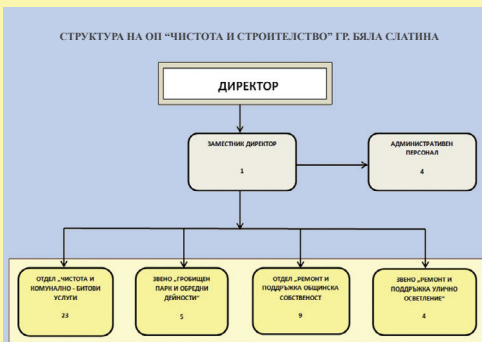 СТРУКТУРА НА ОП “ЧИСТОТА И СТРОИТЕЛСТВО” ГР. БЯЛА СЛАТИНА
ДИРЕКТОР
ЗАМЕСТНИК ДИРЕКТОР
1
АДМИНИСТРАТИВЕН
ПЕРСОНАЛ
4
ОТДЕЛ „ЧИСТОТА И
КОМУНАЛНО - БИТОВИ
УСЛУГИ
23
ЗВЕНО „ГРОБИЩЕН
ПАРК И ОБРЕДНИ
ДЕЙНОСТИ“
5
ОТДЕЛ „РЕМОНТ И
ПОДДРЪЖКА ОБЩИНСКА
СОБСТВЕНОСТ
9
ЗВЕНО „РЕМОНТ И
ПОДДРЪЖКА УЛИЧНО
ОСВЕТЛЕНИЕ“
4